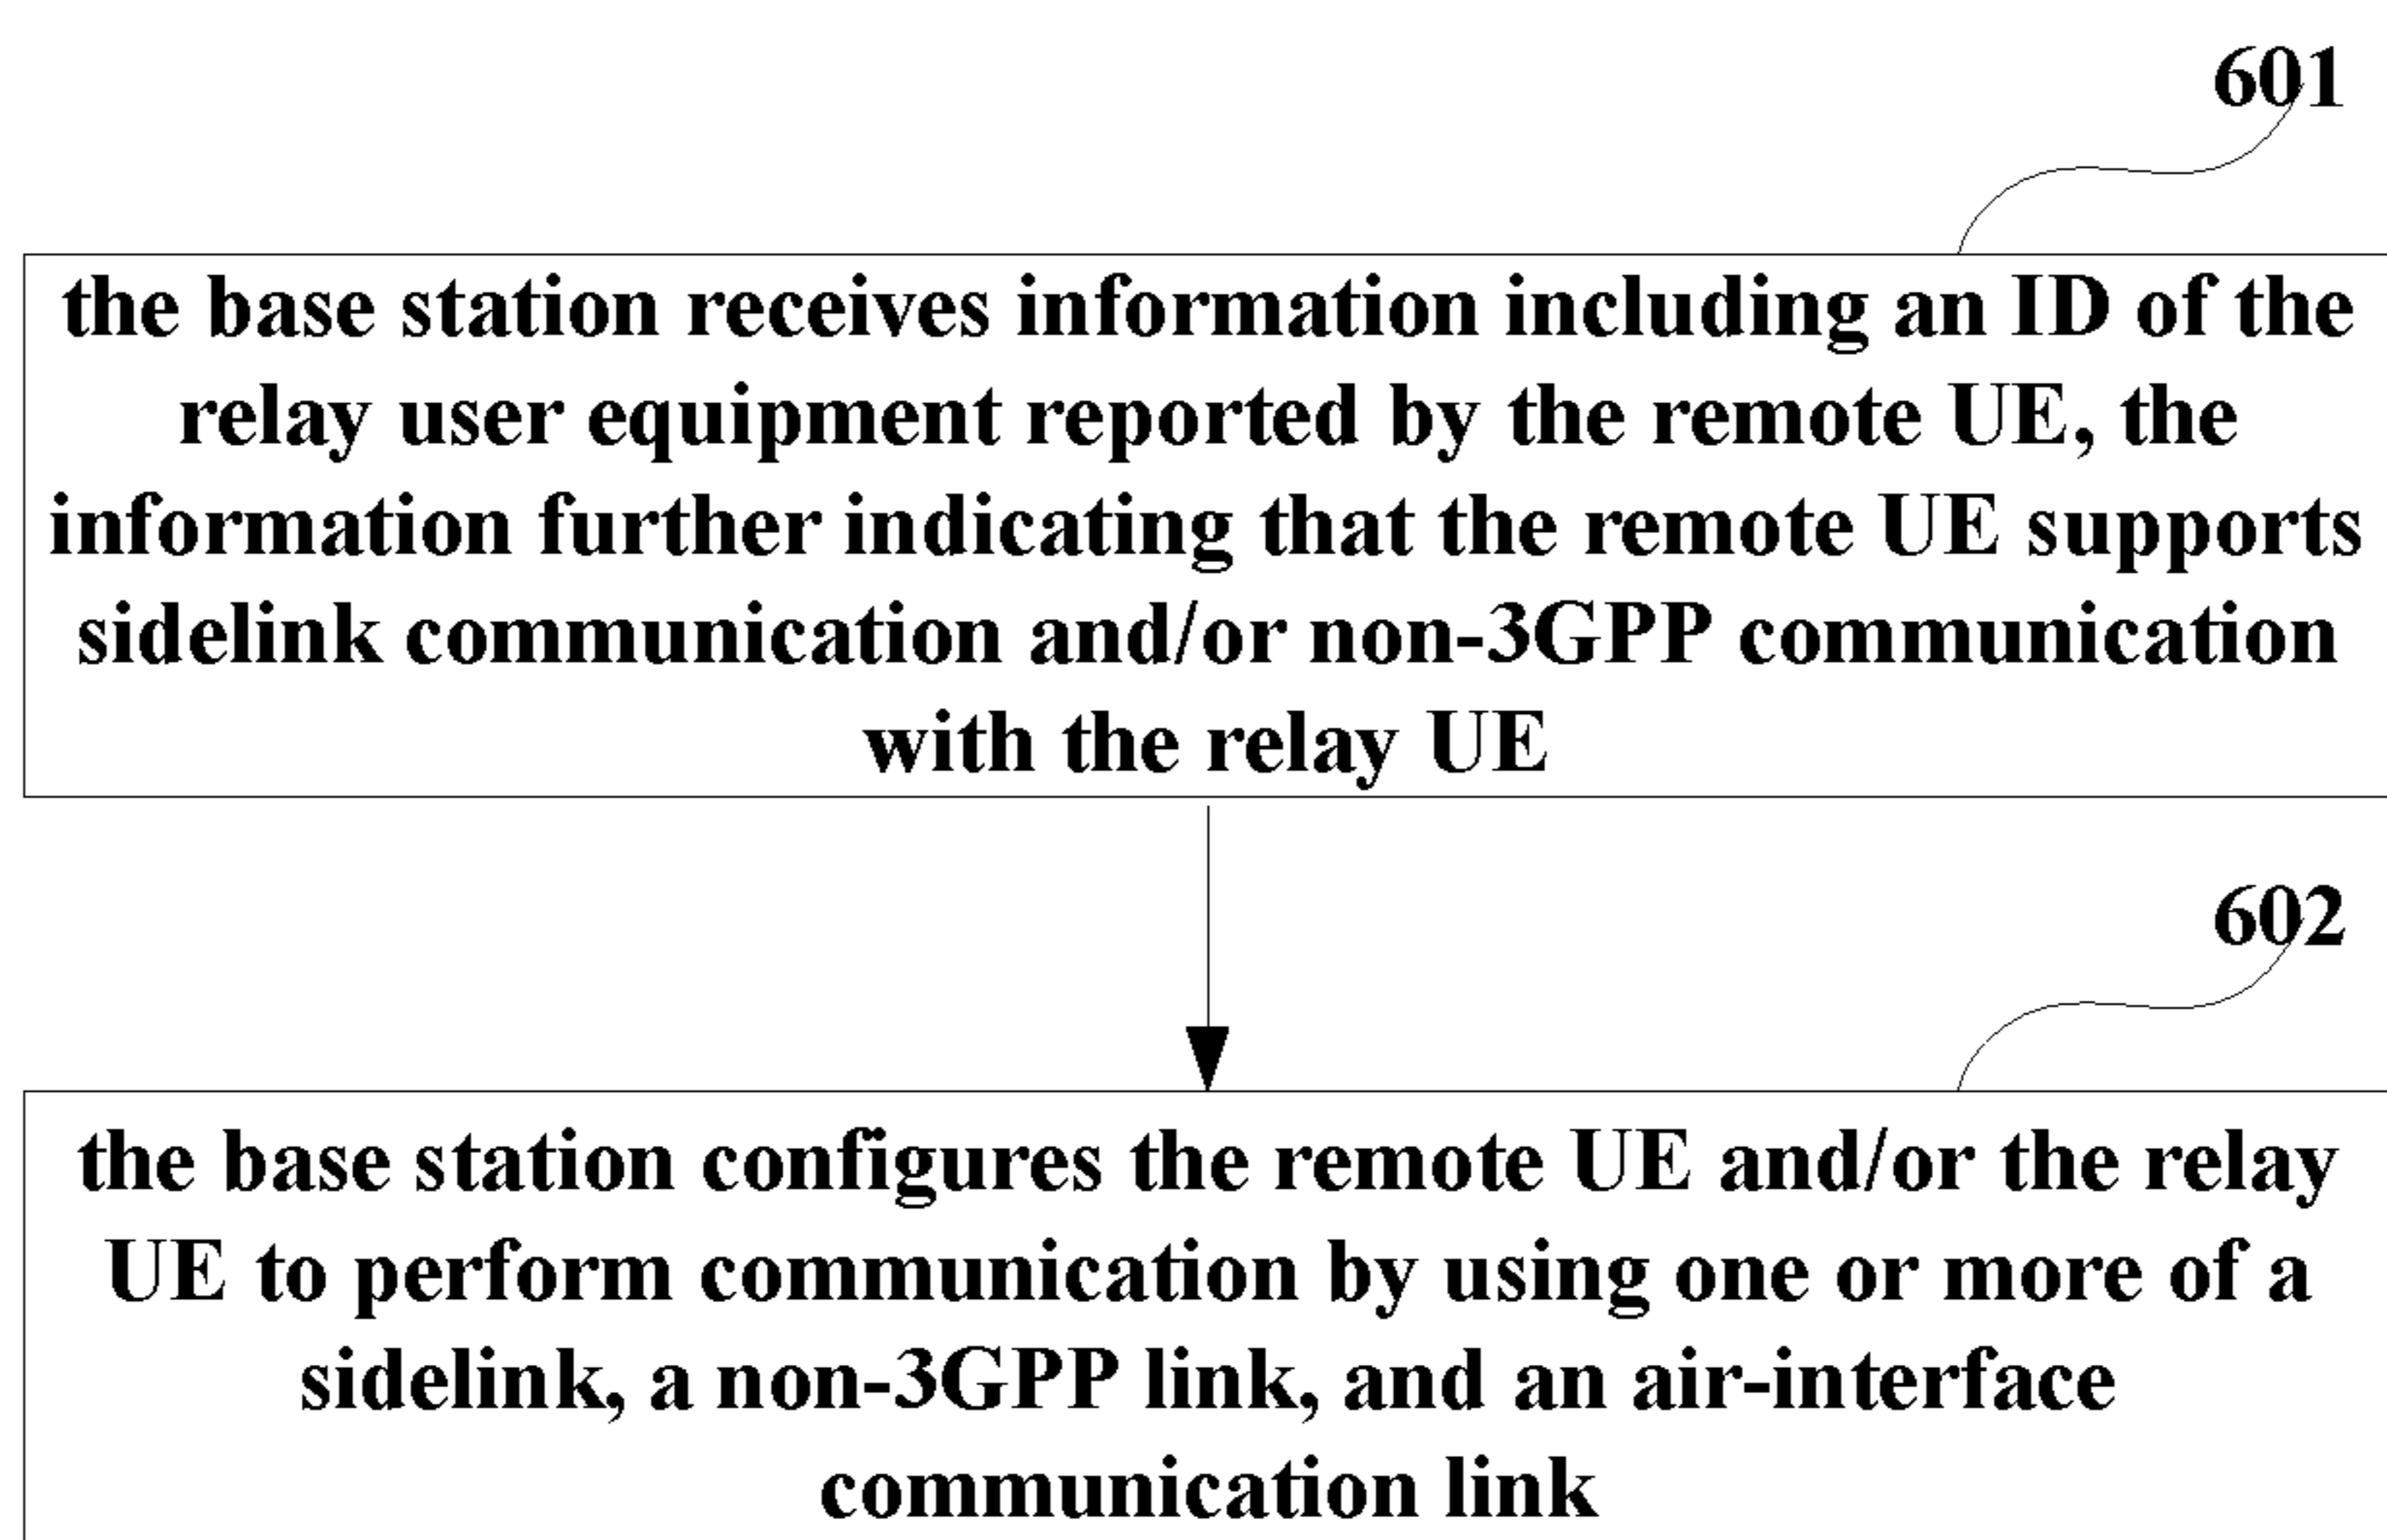 601
the base station receives information including an ID of the
relay user equipment reported by the remote UE, the
information further indicating that the remote UE supports
sidelink communication and/or non-3GPP communication
with the relay UE
602
the base station configures the remote UE and/or the relay
UE to perform communication by using one or more of a
sidelink, a non-3GPP link, and an air-interface
communication link